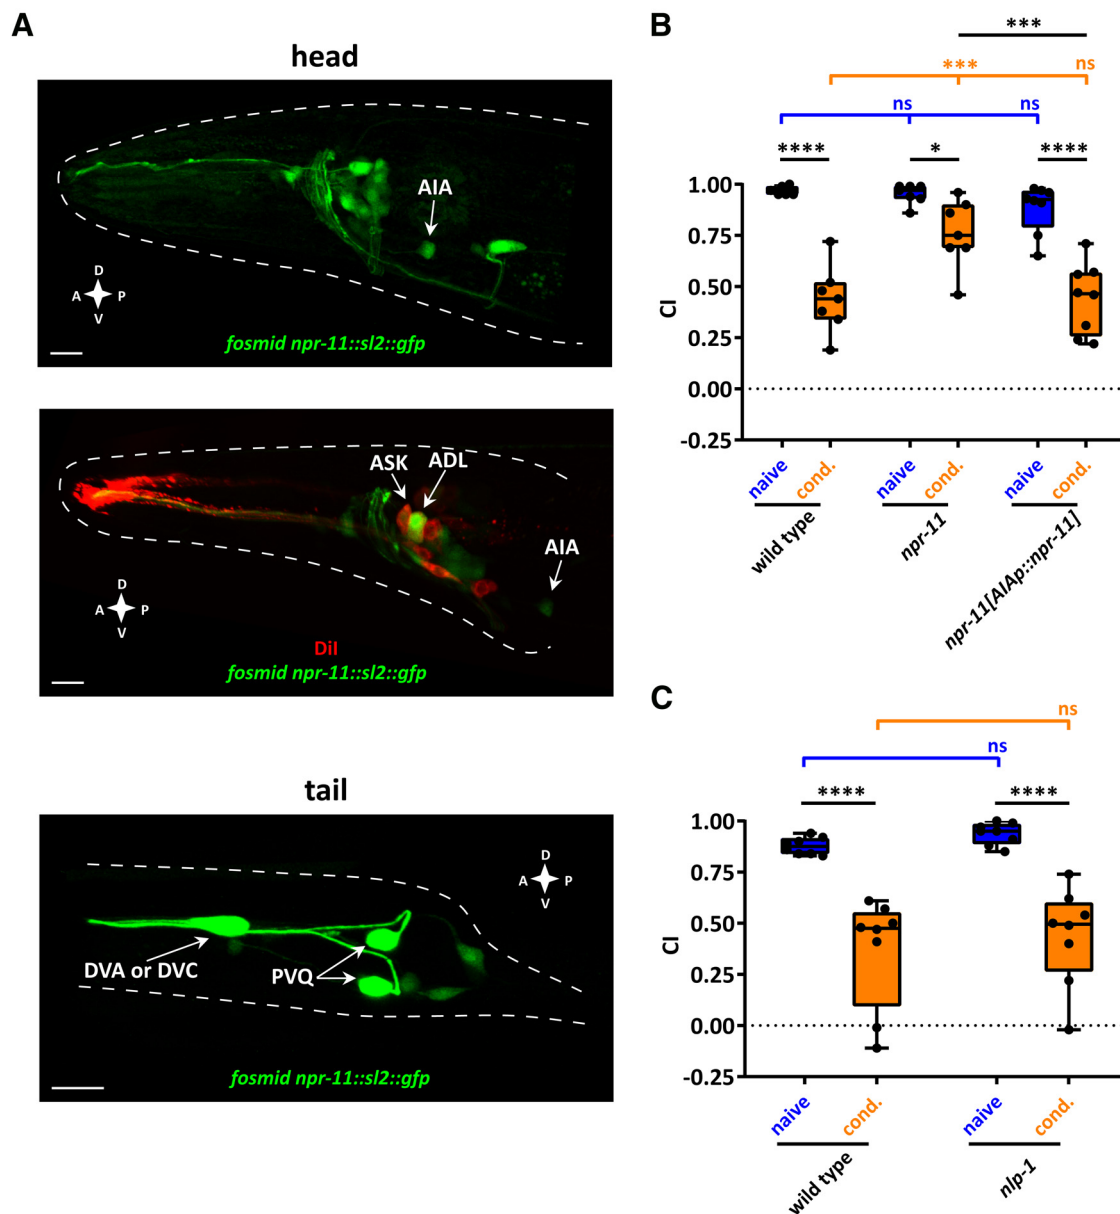 A
head
AIA
D
A P
V
fosmid npr-11::sl2::gfp
ASK ADL
AIA
D
A P
V
DiI
fosmid npr-11::sl2::gfp
tail
D
A P
V
DVA or DVC
PVQ
fosmid npr-11::sl2::gfp
B
***
*** ns
ns ns
**** * ****
1.00
0.75
0.50
0.25
0.00
-0.25
CI
naive cond. naive cond. naive cond.
wild type npr-11 npr-11[AIAp::npr-11]
C
ns
ns
**** ****
1.00
0.75
0.50
0.25
0.00
-0.25
CI
naive cond. naive cond.
wild type nlp-1